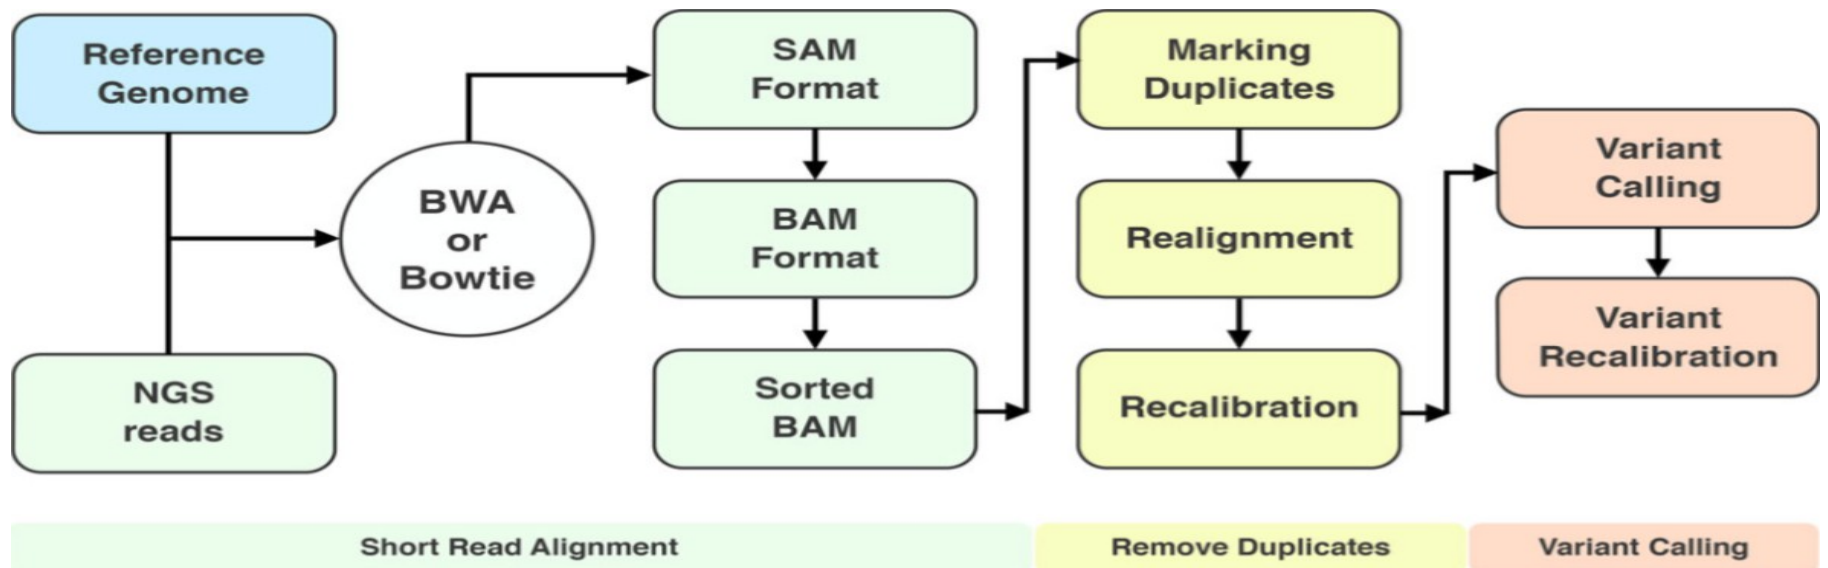 Reference
Genome
NGS
reads
BWA
or
Bowtie
SAM
Format
BAM
Format
Sorted
BAM
Marking
Duplicates
Realignment
Recalibration
Variant
Calling
Variant
Recalibration
Short Read Alignment
Remove Duplicates
Variant Calling